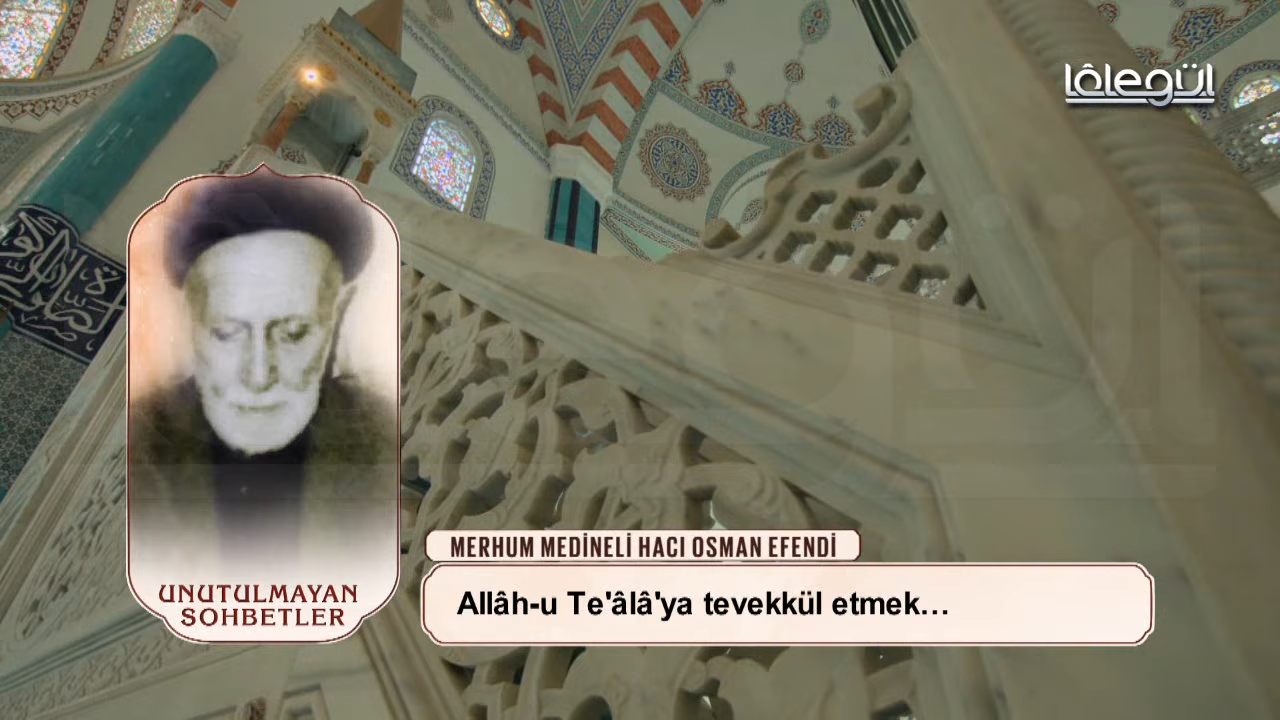 lâlegül
MERHUM MEDİNELİ HACI OSMAN EFENDİ
Allâh-u Te'âlâ'ya tevekkül etmek...
UNUTULMAYAN
SOHBETLER